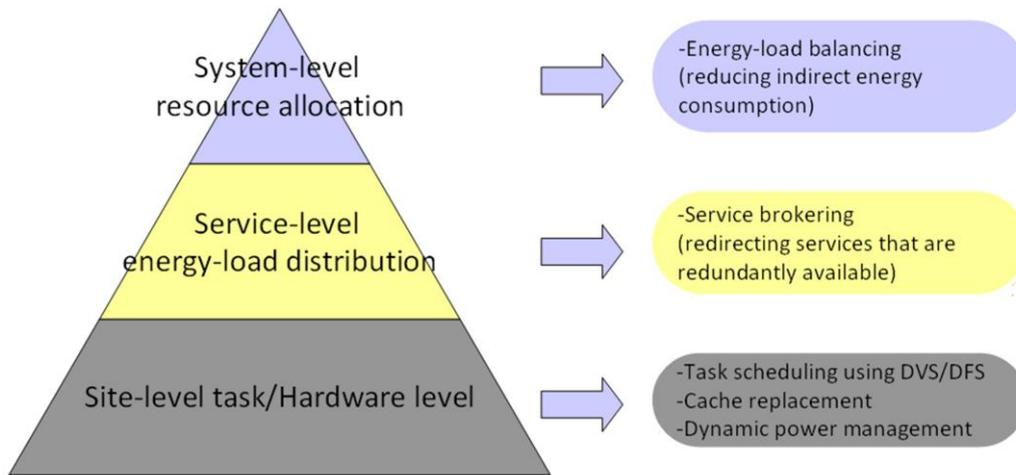 System-level
resource allocation
-Energy-load balancing
(reducing indirect energy
consumption)
Service-level
energy-load distribution
-Service brokering
(redirecting services that are
redundantly available)
Site-level task/Hardware level
-Task scheduling using DVS/DFS
-Cache replacement
-Dynamic power management